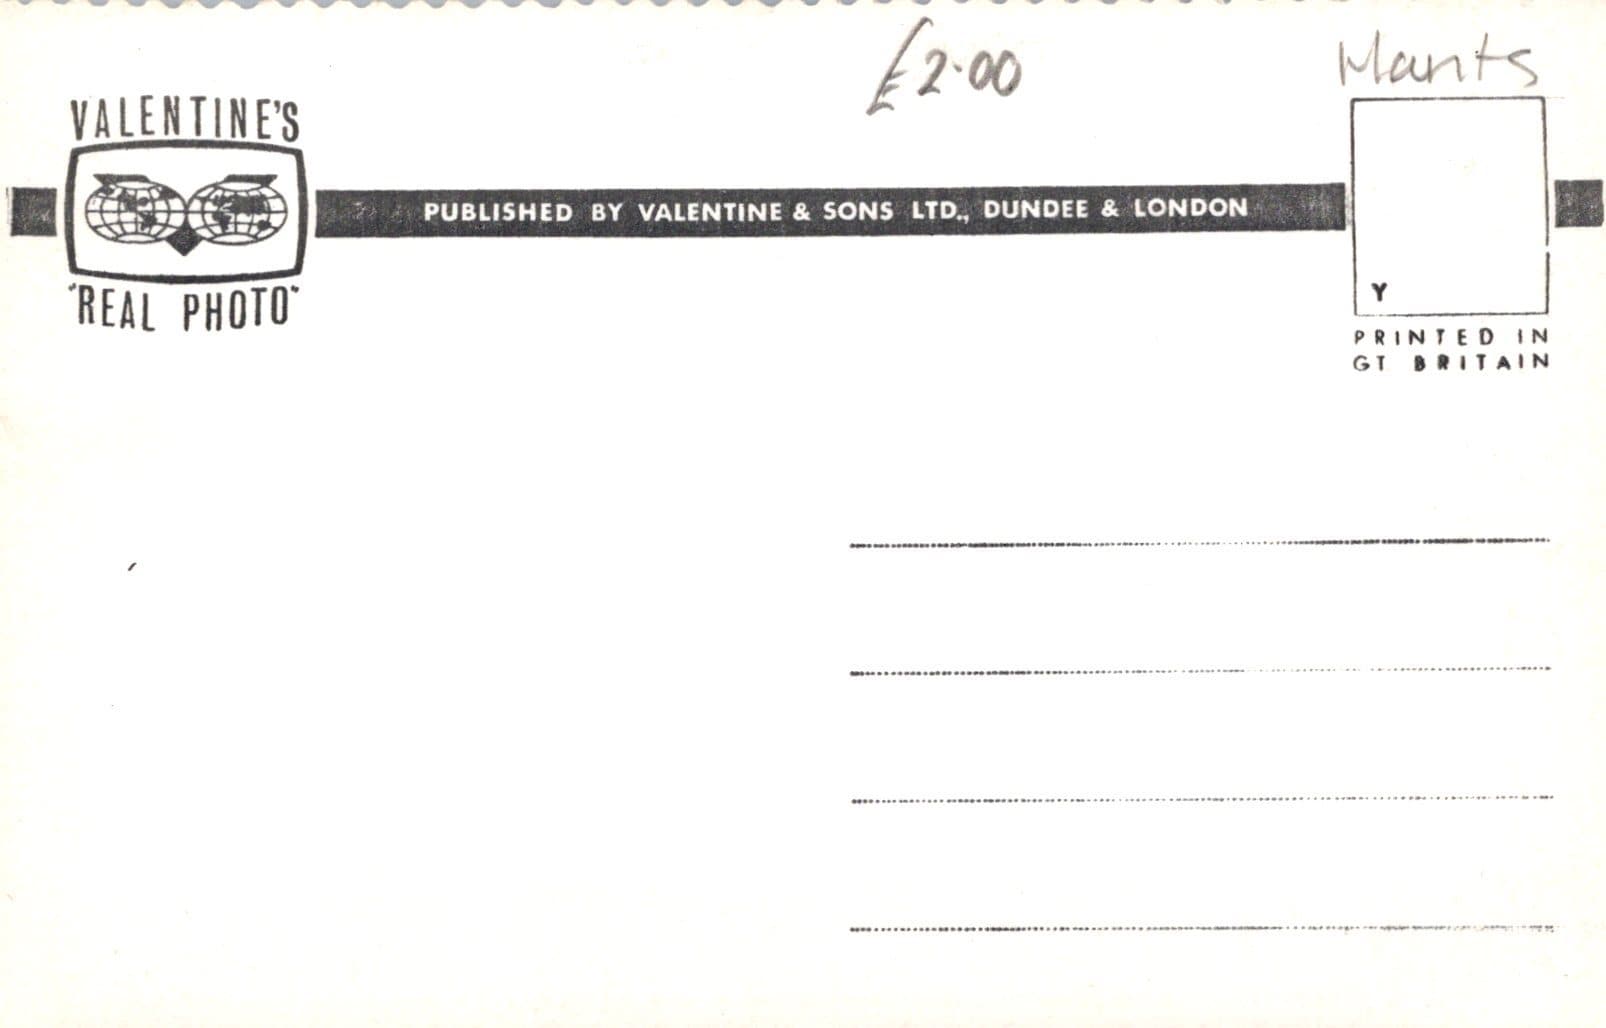 £2.00
Hants
VALENTINE'S
"REAL PHOTO"
PUBLISHED BY VALENTINE & SONS LTD., DUNDEE & LONDON
Y
PRINTED IN
GT BRITAIN